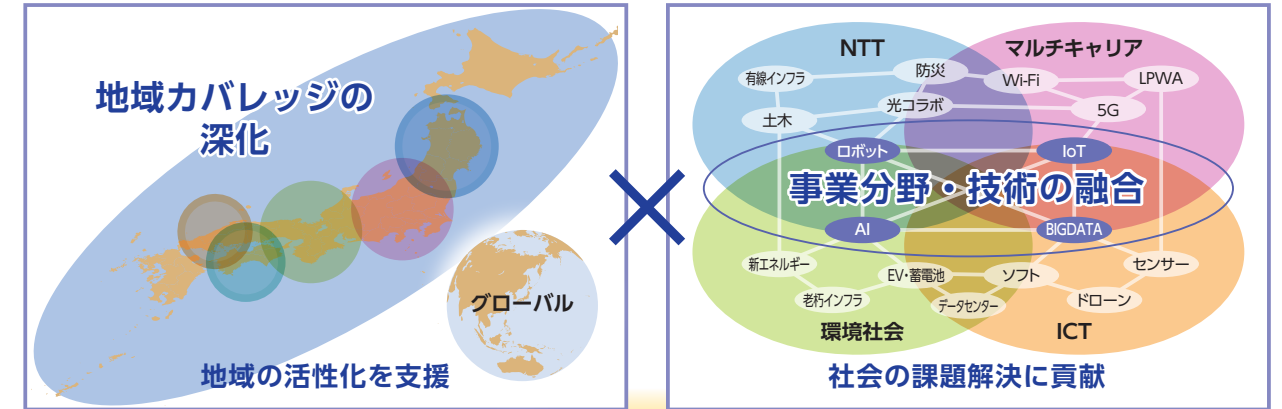 地域カバレッジの
深化
グローバル
地域の活性化を支援
×
NTT
マルチキャリア
有線インフラ
防災
Wi-Fi
LPWA
土木
光コラボ
5G
ロボット
IoT
事業分野・技術の融合
AI
BIGDATA
新エネルギー
EV・蓄電池
ソフト
センサー
老朽インフラ
データセンター
ドローン
環境社会
ICT
社会の課題解決に貢献